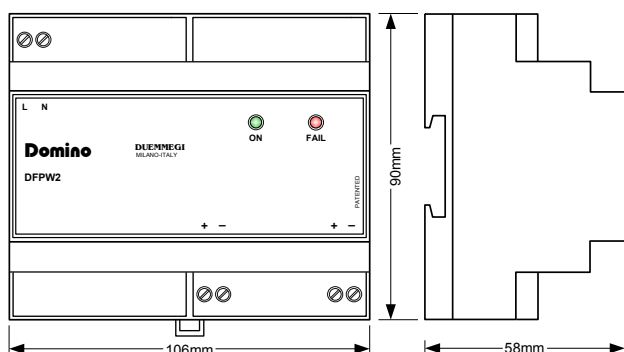 L N
Domino
DFPW2
DUEMMEGI
MILANO-ITALY
ON
FAIL
PATENTED
+ – + –
106mm
90mm
58mm